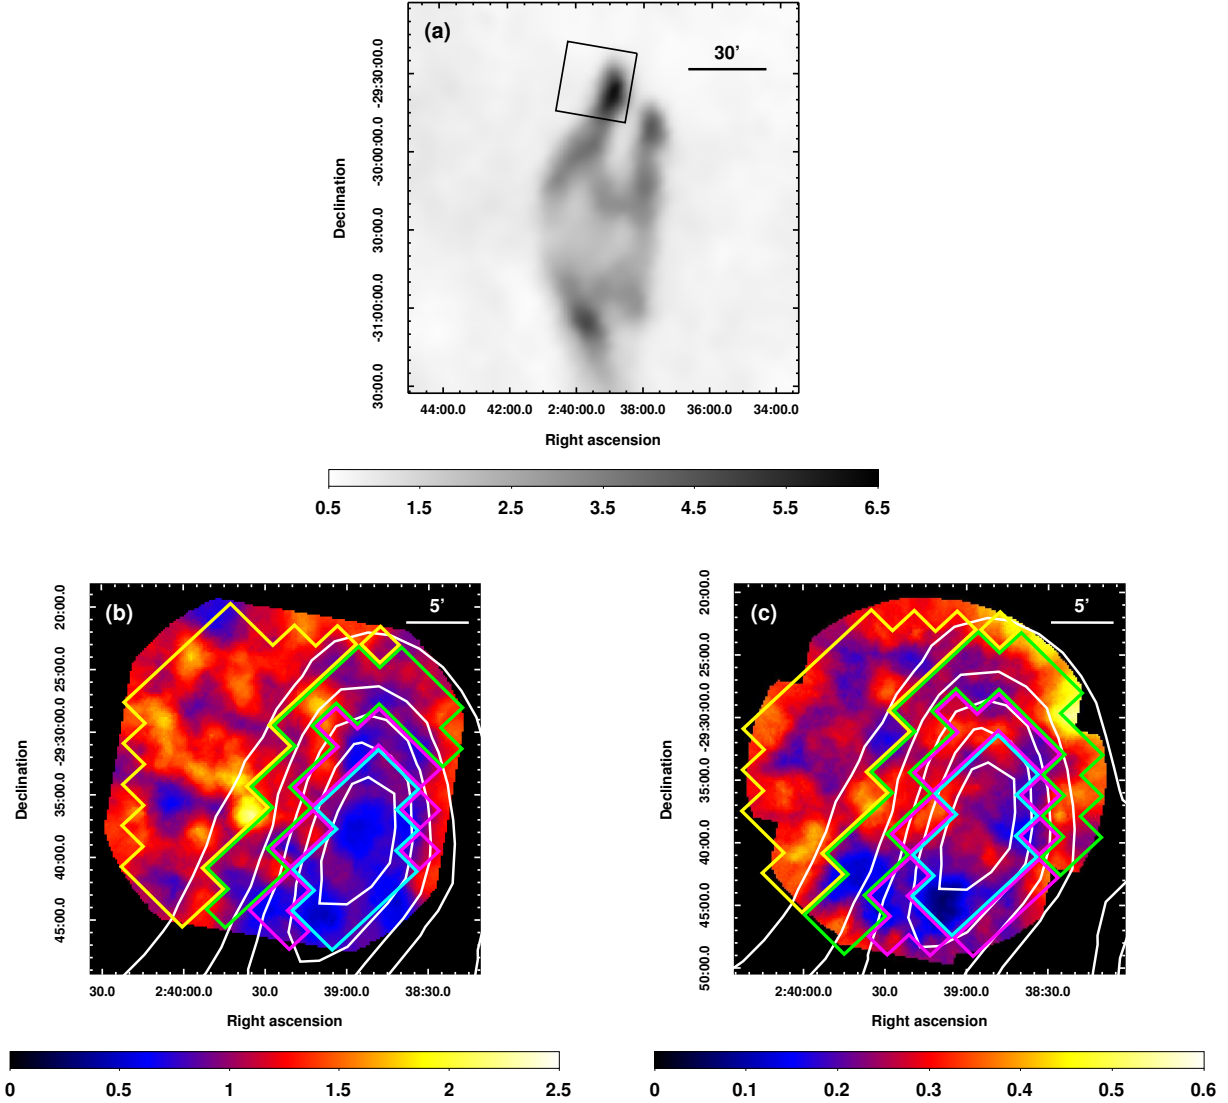 (a)
30'
Declination
-29:30:00.0
-30:00:00.0
30:00.0
-31:00:00.0
30:00.0
44:00.0 42:00.0 2:40:00.0 38:00.0 36:00.0 34:00.0
Right ascension
0.5 1.5 2.5 3.5 4.5 5.5 6.5
(b)
5'
Declination
20:00.0
25:00.0
-29:30:00.0
35:00.0
40:00.0
45:00.0
30.0 2:40:00.0 30.0 39:00.0 38:30.0
Right ascension
0 0.5 1 1.5 2 2.5
(c)
5'
Declination
20:00.0
25:00.0
-29:30:00.0
35:00.0
40:00.0
45:00.0
50:00.0
2:40:00.0 30.0 39:00.0 38:30.0
Right ascension
0 0.1 0.2 0.3 0.4 0.5 0.6